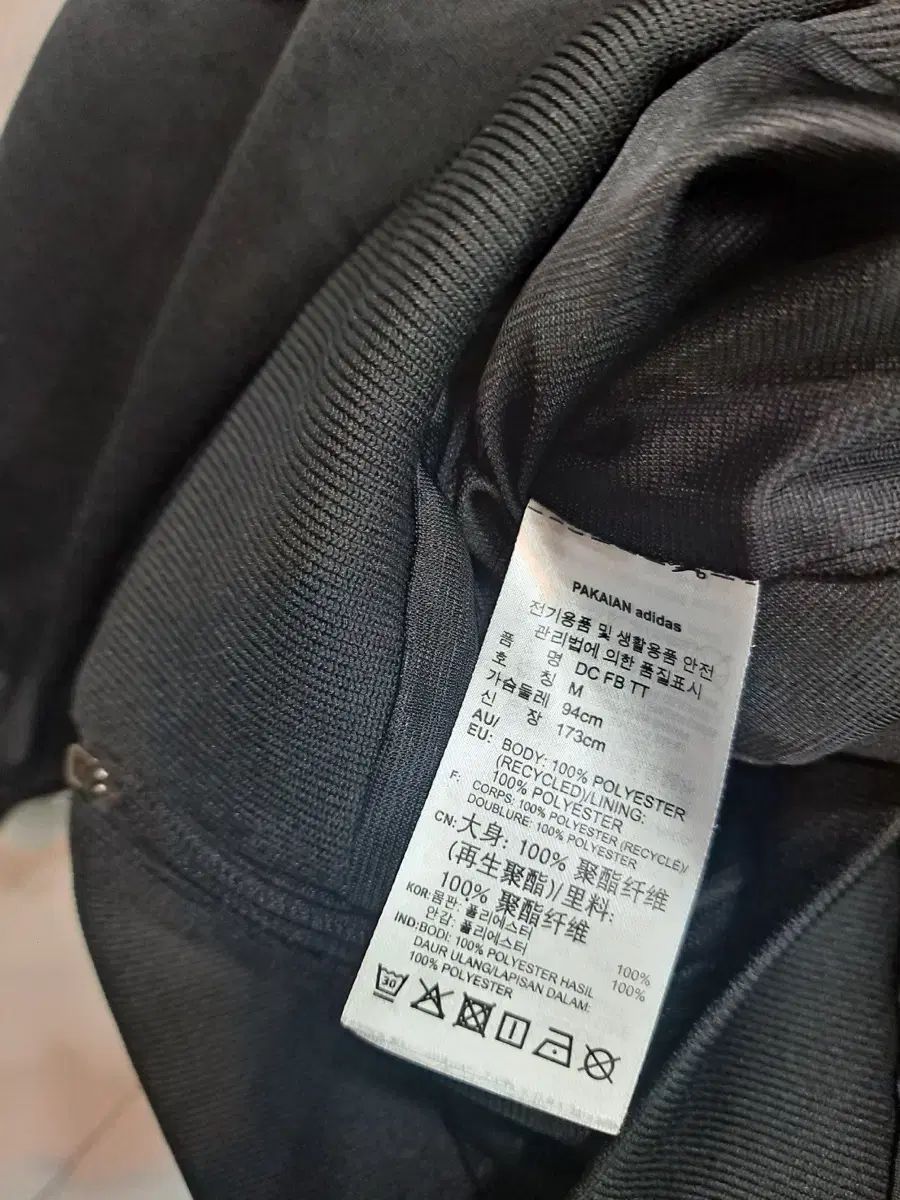 PAKAIAN adidas
전기용품 및 생활용품 안전
관리법에 의한 품질표시
품 명 DC FB TT
호 칭 M
가슴둘레 94cm
신 장 173cm
AU/
EU: BODY: 100% POLYESTER
(RECYCLED)/LINING:
100% POLYESTER
F: CORPS: 100% POLYESTER (RECYCLE)/
DOUBLURE: 100% POLYESTER
CN: 大身: 100% 聚酯纤维
(再生聚酯)/里料:
100% 聚酯纤维
KOR: 몸판: 폴리에스터 100%
안감: 폴리에스터 100%
IND: BODI: 100% POLYESTER HASIL
DAUR ULANG/LAPISAN DALAM:
100% POLYESTER
30